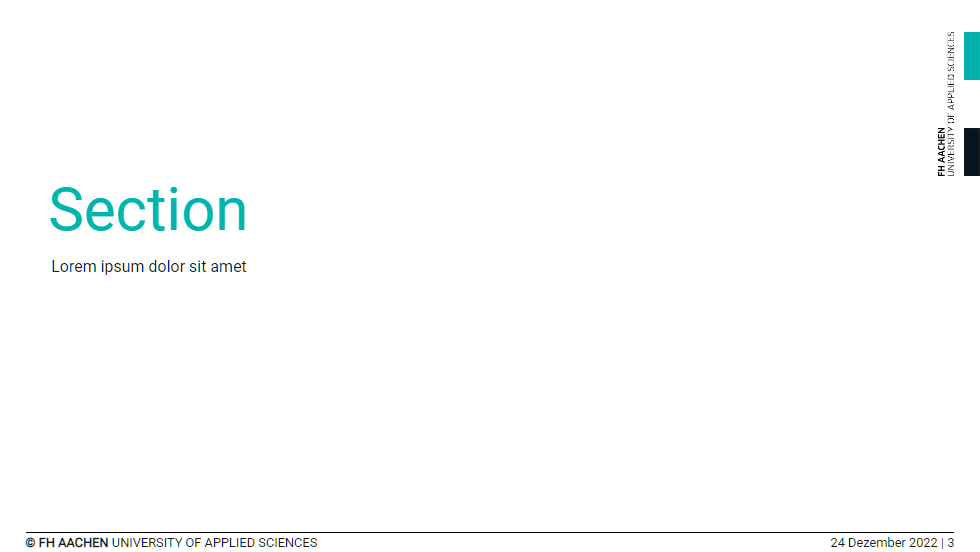 FH AACHEN
UNIVERSITY OF APPLIED SCIENCES
Section
Lorem ipsum dolor sit amet
© FH AACHEN UNIVERSITY OF APPLIED SCIENCES
24 Dezember 2022 | 3